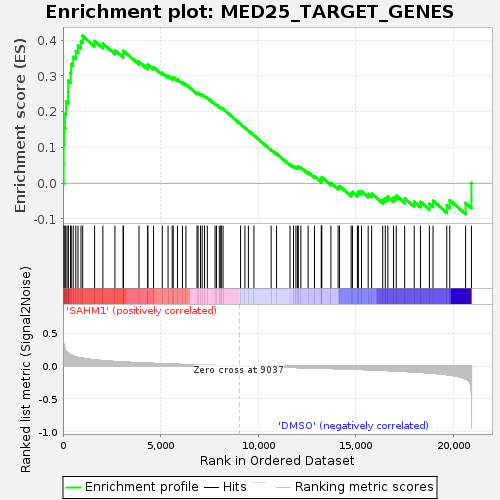 Enrichment plot: MED25_TARGET_GENES
Enrichment score (ES)
0.4
0.3
0.2
0.1
0.0
-0.1
'SAHM1' (positively correlated)
Ranked list metric (Signal2Noise)
0.5
0.0
-0.5
-1.0
Zero cross at 9037
'DMSO' (negatively correlated)
0 5,000 10,000 15,000 20,000
Rank in Ordered Dataset
Enrichment profile Hits Ranking metric scores